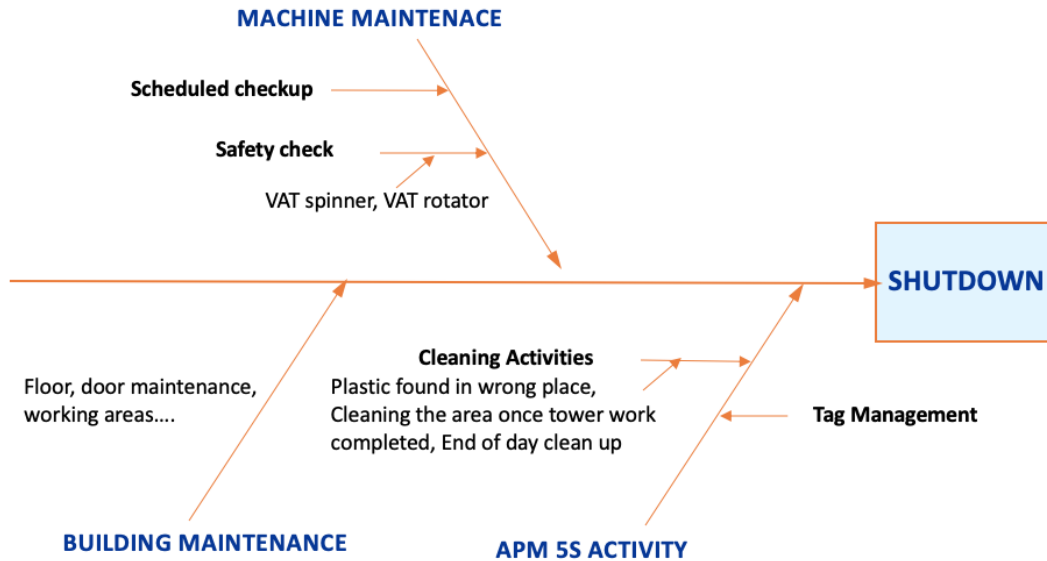 MACHINE MAINTENACE
Scheduled checkup
Safety check
VAT spinner, VAT rotator
SHUTDOWN
Cleaning Activities
Floor, door maintenance,
working areas....
Plastic found in wrong place,
Cleaning the area once tower work
completed, End of day clean up
Tag Management
BUILDING MAINTENANCE
APM 5S ACTIVITY